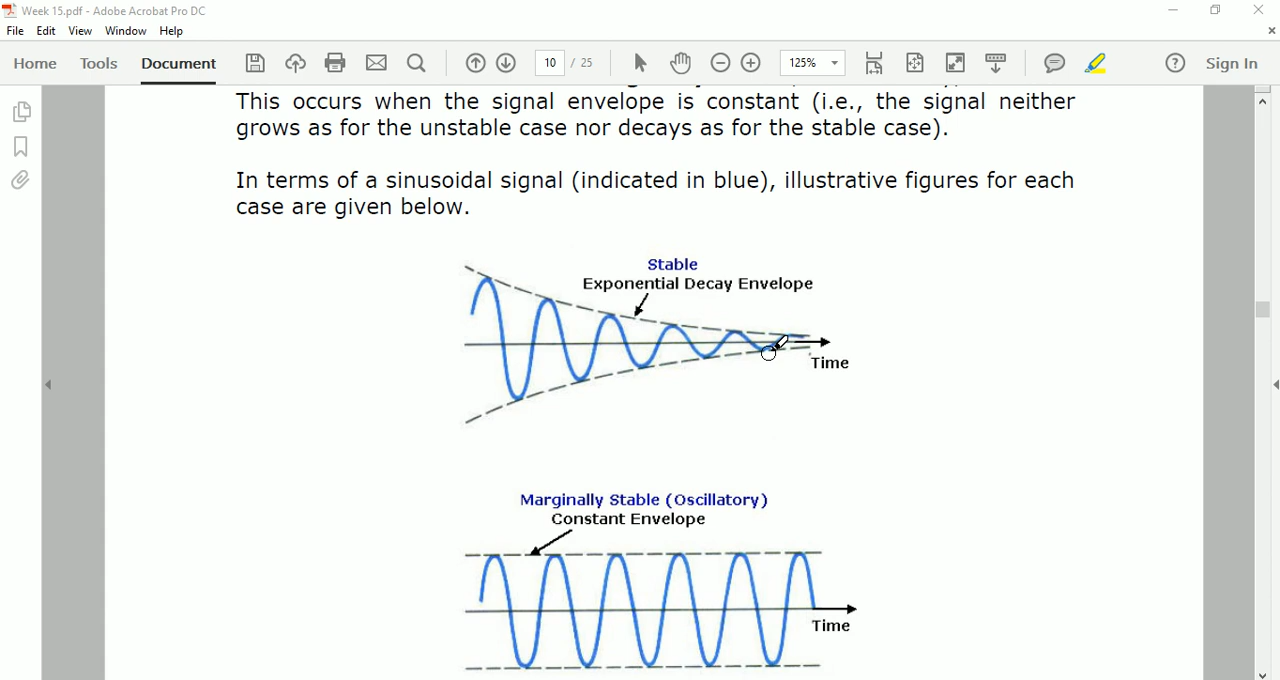 Week 15.pdf - Adobe Acrobat Pro DC
File Edit View Window Help
Home Tools Document 10 / 25 125% Sign In
This occurs when the signal envelope is constant (i.e., the signal neither
grows as for the unstable case nor decays as for the stable case).
In terms of a sinusoidal signal (indicated in blue), illustrative figures for each
case are given below.
Stable
Exponential Decay Envelope
Time
Marginally Stable (Oscillatory)
Constant Envelope
Time